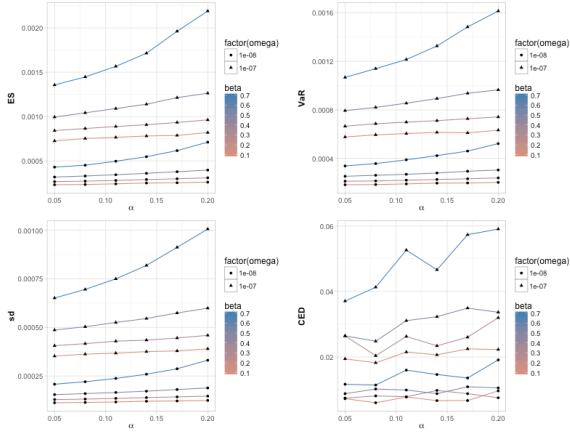 ES
0.0020
0.0015
0.0010
0.0005
0.05
0.10
0.15
0.20
α
factor(omega)
1e-08
1e-07
beta
0.7
0.6
0.5
0.4
0.3
0.2
0.1
VaR
0.0016
0.0012
0.0008
0.0004
0.05
0.10
0.15
0.20
α
factor(omega)
1e-08
1e-07
beta
0.7
0.6
0.5
0.4
0.3
0.2
0.1
sd
0.00100
0.00075
0.00050
0.00025
0.05
0.10
0.15
0.20
α
factor(omega)
1e-08
1e-07
beta
0.7
0.6
0.5
0.4
0.3
0.2
0.1
CED
0.06
0.04
0.02
0.05
0.10
0.15
0.20
α
factor(omega)
1e-08
1e-07
beta
0.7
0.6
0.5
0.4
0.3
0.2
0.1